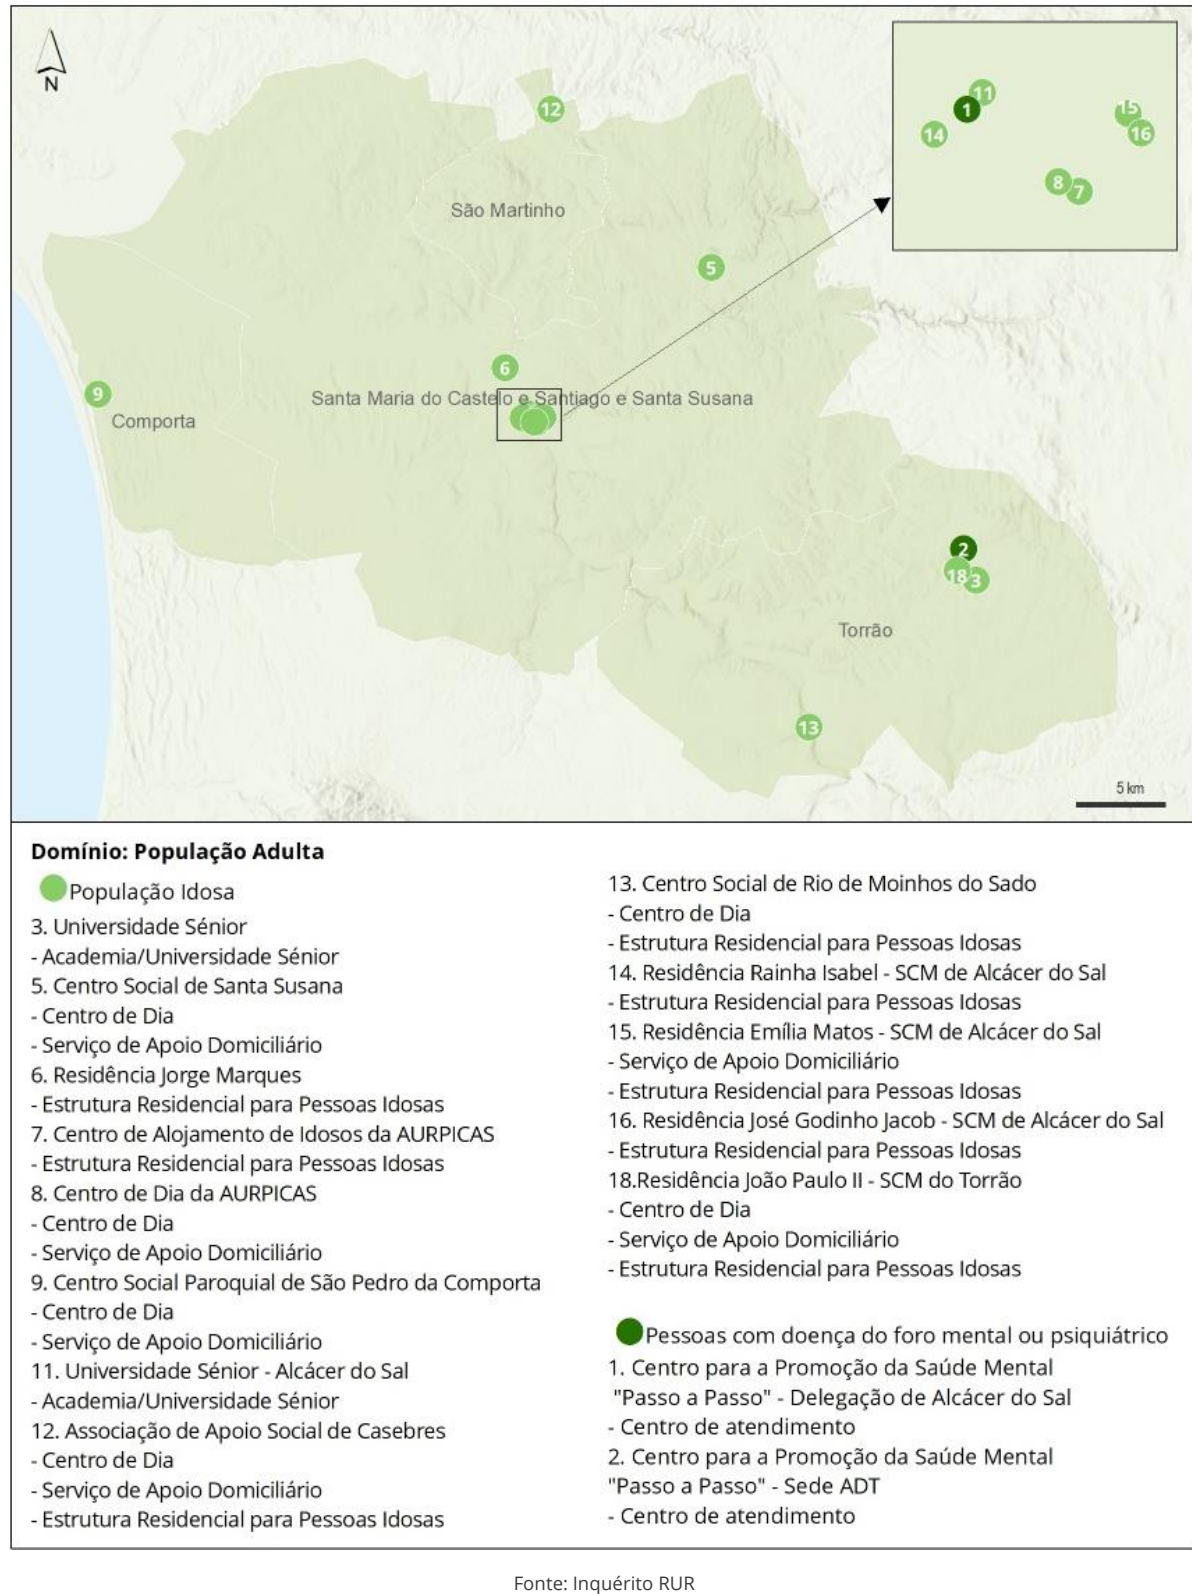 N
12
São Martinho
5
6
Santa Maria do Castelo e Santiago e Santa Susana
9
Comporta
11
1
14
15
16
8
7
2
18
3
Torrão
13
5 km
Domínio: População Adulta
População Idosa
3. Universidade Sénior
- Academia/Universidade Sénior
5. Centro Social de Santa Susana
- Centro de Dia
- Serviço de Apoio Domiciliário
6. Residência Jorge Marques
- Estrutura Residencial para Pessoas Idosas
7. Centro de Alojamento de Idosos da AURPICAS
- Estrutura Residencial para Pessoas Idosas
8. Centro de Dia da AURPICAS
- Centro de Dia
- Serviço de Apoio Domiciliário
9. Centro Social Paroquial de São Pedro da Comporta
- Centro de Dia
- Serviço de Apoio Domiciliário
11. Universidade Sénior - Alcácer do Sal
- Academia/Universidade Sénior
12. Associação de Apoio Social de Casebres
- Centro de Dia
- Serviço de Apoio Domiciliário
- Estrutura Residencial para Pessoas Idosas
13. Centro Social de Rio de Moinhos do Sado
- Centro de Dia
- Estrutura Residencial para Pessoas Idosas
14. Residência Rainha Isabel - SCM de Alcácer do Sal
- Estrutura Residencial para Pessoas Idosas
15. Residência Emília Matos - SCM de Alcácer do Sal
- Serviço de Apoio Domiciliário
- Estrutura Residencial para Pessoas Idosas
16. Residência José Godinho Jacob - SCM de Alcácer do Sal
- Estrutura Residencial para Pessoas Idosas
18.Residência João Paulo II - SCM do Torrão
- Centro de Dia
- Serviço de Apoio Domiciliário
- Estrutura Residencial para Pessoas Idosas
Pessoas com doença do foro mental ou psiquiátrico
1. Centro para a Promoção da Saúde Mental
"Passo a Passo" - Delegação de Alcácer do Sal
- Centro de atendimento
2. Centro para a Promoção da Saúde Mental
"Passo a Passo" - Sede ADT
- Centro de atendimento
Fonte: Inquérito RUR